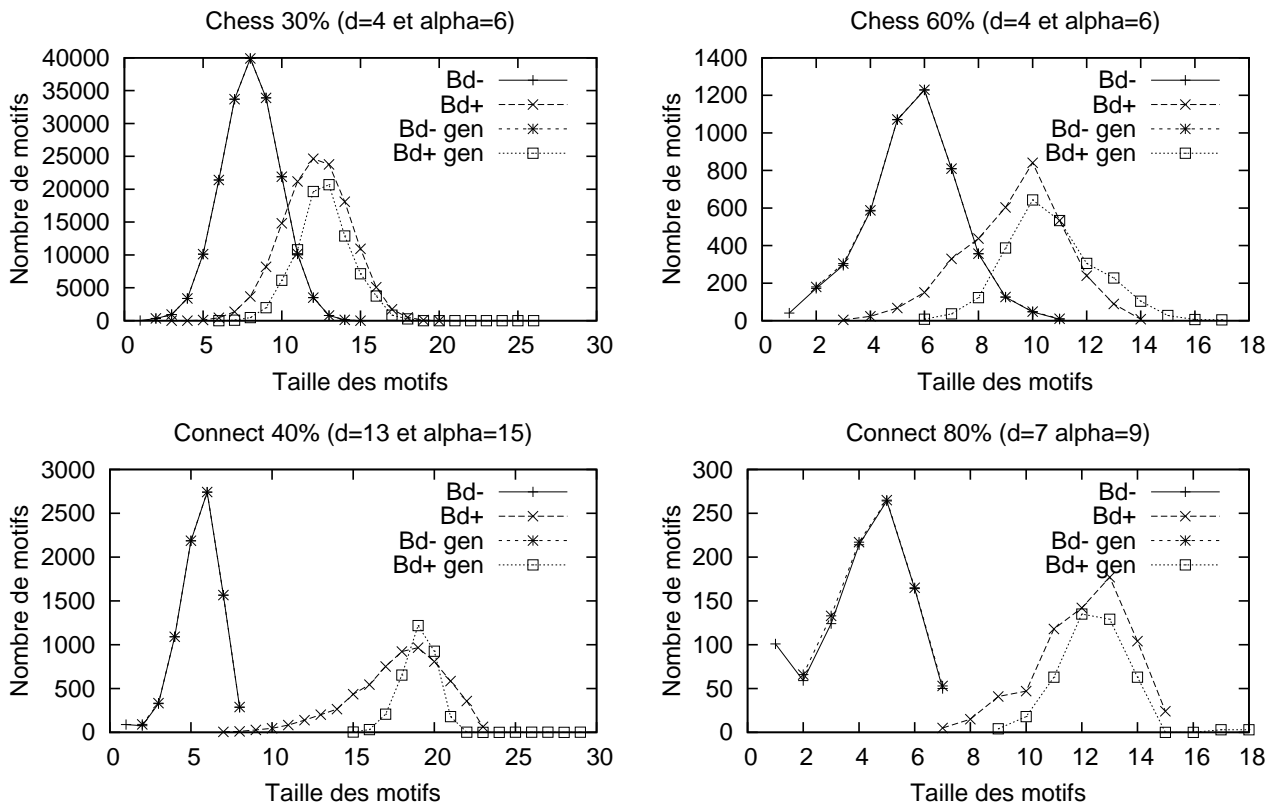 Chess 30% (d=4 et alpha=6)
40000
35000
30000
25000
20000
15000
10000
5000
0
Nombre de motifs
Bd-
Bd+
Bd- gen
Bd+ gen
0 5 10 15 20 25 30
Taille des motifs
Chess 60% (d=4 et alpha=6)
1400
1200
1000
800
600
400
200
0
Nombre de motifs
Bd-
Bd+
Bd- gen
Bd+ gen
0 2 4 6 8 10 12 14 16 18
Taille des motifs
Connect 40% (d=13 et alpha=15)
3000
2500
2000
1500
1000
500
0
Nombre de motifs
Bd-
Bd+
Bd- gen
Bd+ gen
0 5 10 15 20 25 30
Taille des motifs
Connect 80% (d=7 alpha=9)
300
250
200
150
100
50
0
Nombre de motifs
Bd-
Bd+
Bd- gen
Bd+ gen
0 2 4 6 8 10 12 14 16 18
Taille des motifs